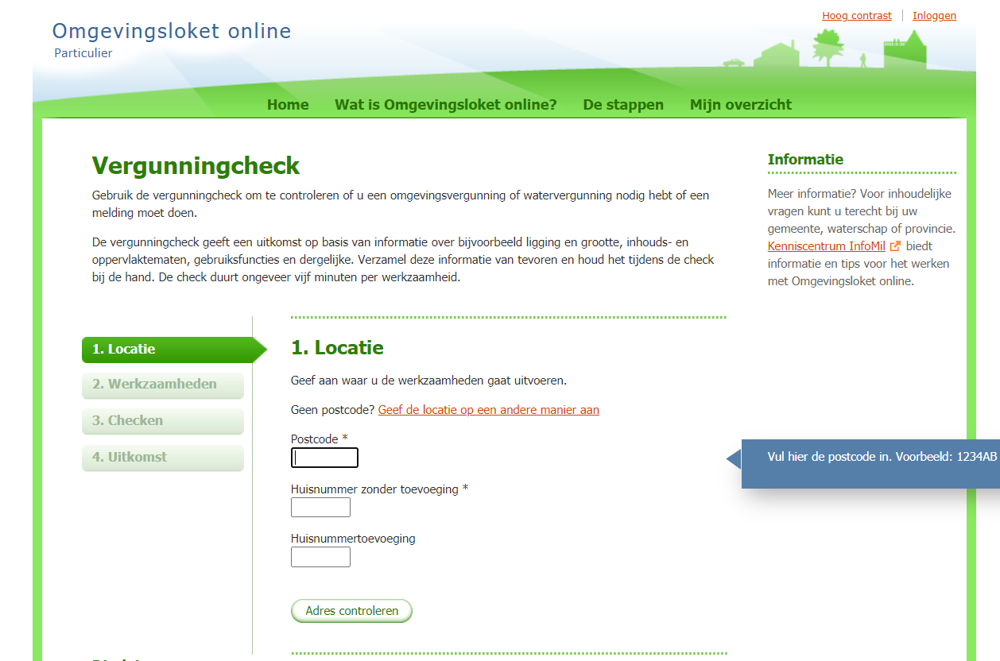 Hoog contrast Inloggen
Omgevingsloket online
Particulier
Home Wat is Omgevingsloket online? De stappen Mijn overzicht
Vergunningcheck
Gebruik de vergunningcheck om te controleren of u een omgevingsvergunning of watervergunning nodig hebt of een
melding moet doen.
De vergunningcheck geeft een uitkomst op basis van informatie over bijvoorbeeld ligging en grootte, inhouds- en
oppervlaktematen, gebruiksfuncties en dergelijke. Verzamel deze informatie van tevoren en houd het tijdens de check
bij de hand. De check duurt ongeveer vijf minuten per werkzaamheid.
Informatie
Meer informatie? Voor inhoudelijke
vragen kunt u terecht bij uw
gemeente, waterschap of provincie.
Kenniscentrum InfoMil biedt
informatie en tips voor het werken
met Omgevingsloket online.
1. Locatie
2. Werkzaamheden
3. Checken
4. Uitkomst
1. Locatie
Geef aan waar u de werkzaamheden gaat uitvoeren.
Geen postcode? Geef de locatie op een andere manier aan
Postcode *
Vul hier de postcode in. Voorbeeld: 1234AB
Huisnummer zonder toevoeging *
Huisnummertoevoeging
Adres controleren